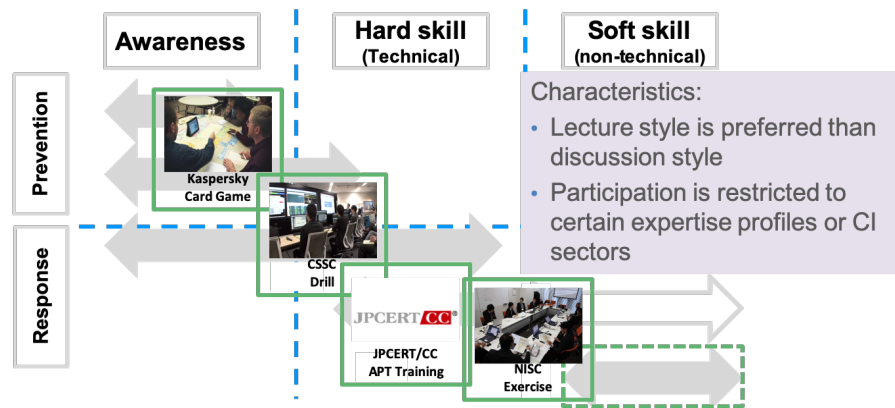 Awareness
Hard skill
(Technical)
Soft skill
(non-technical)
Prevention
Response
Characteristics:
• Lecture style is preferred than
discussion style
• Participation is restricted to
certain expertise profiles or CI
sectors
Kaspersky
Card Game
CSSC
Drill
JPCERT CC®
JPCERT/CC
APT Training
NISC
Exercise